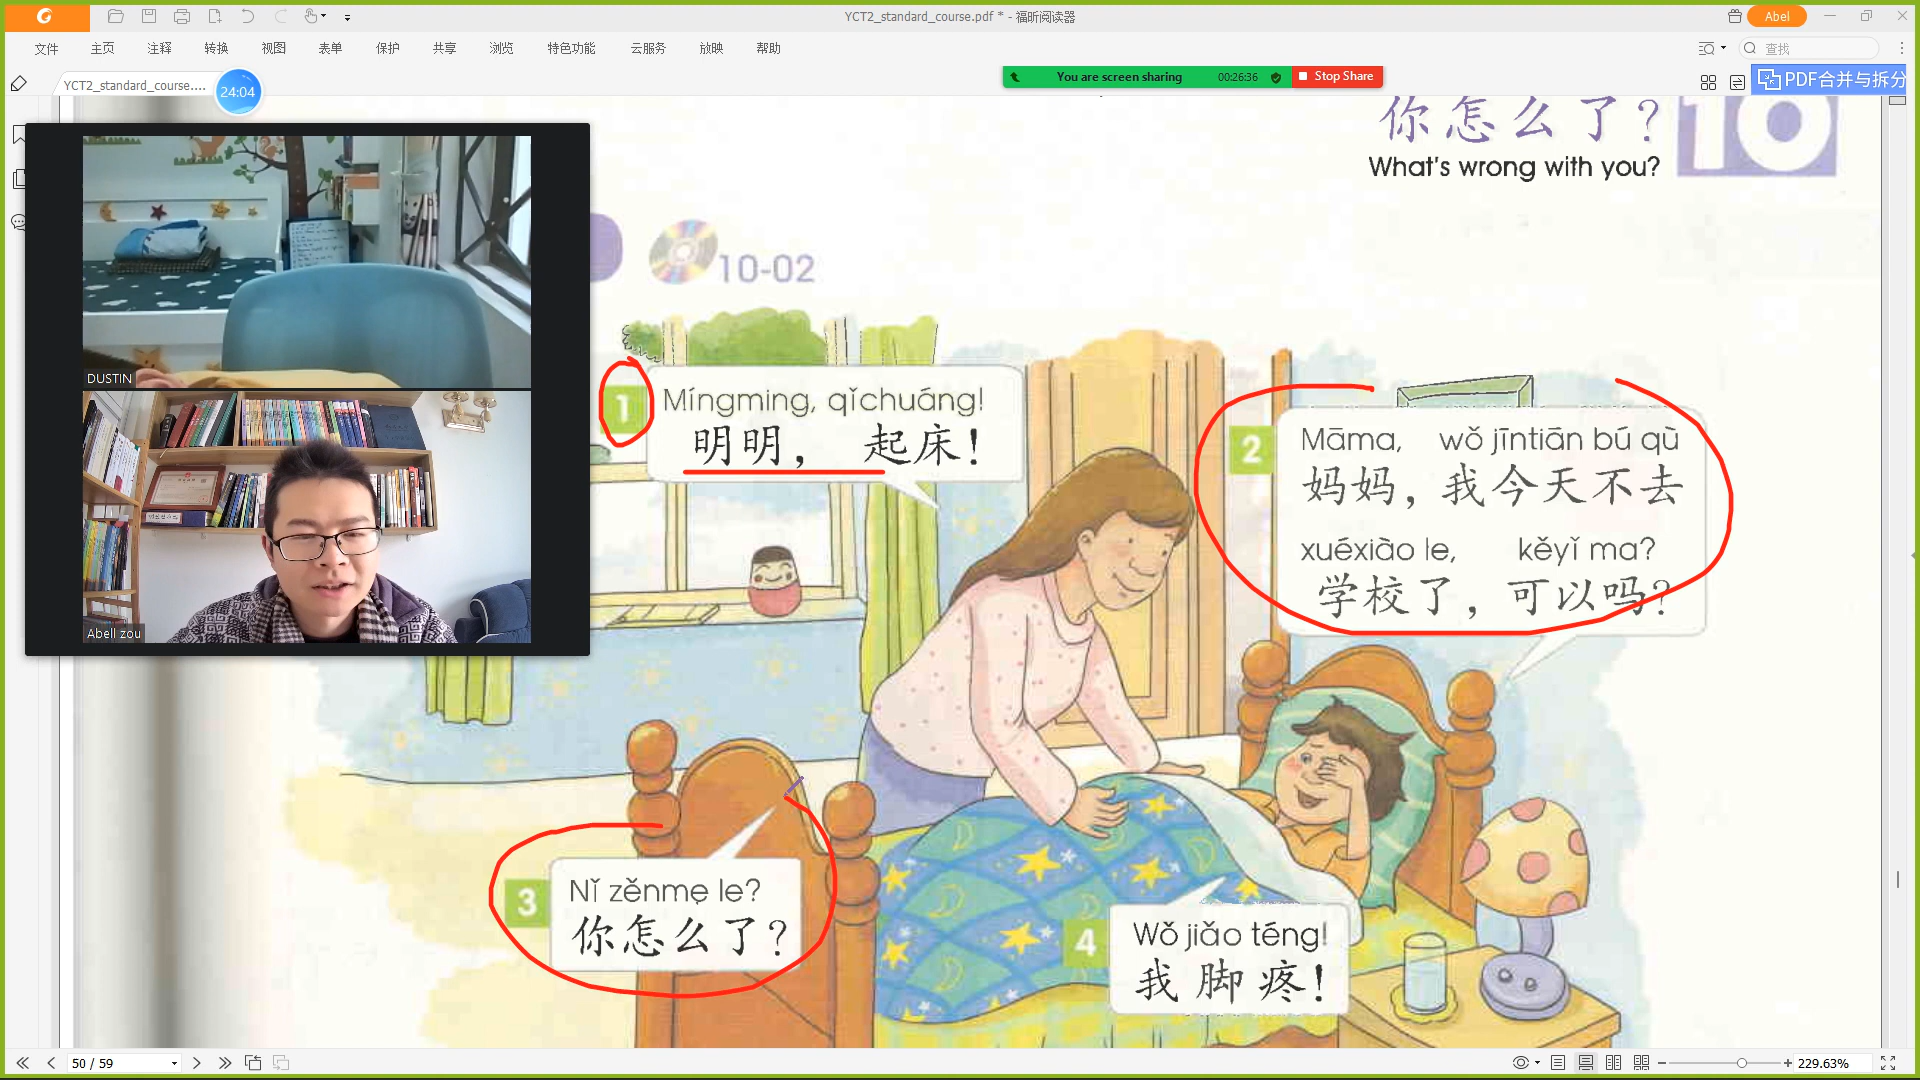 YCT2_standard_course.pdf * - 福昕阅读器
Abel
文件 主页 注释 转换 视图 表单 保护 共享 浏览 特色功能 云服务 放映 帮助
查找
YCT2_standard_course....
24:04
You are screen sharing 00:26:36 Stop Share
PDF合并与拆分
你怎么了?
What's wrong with you?
10
10-02
DUSTIN
Abell zou
1
Míngming, qǐchuáng!
明明, 起床!
2
Māma, wǒ jīntiān bú qù
妈妈, 我今天不去
xuéxiào le, kěyǐ ma?
学校了, 可以吗?
3
Nǐ zěnme le?
你怎么了?
4
Wǒ jiǎo téng!
我 脚 疼!
50 / 59
229.63%